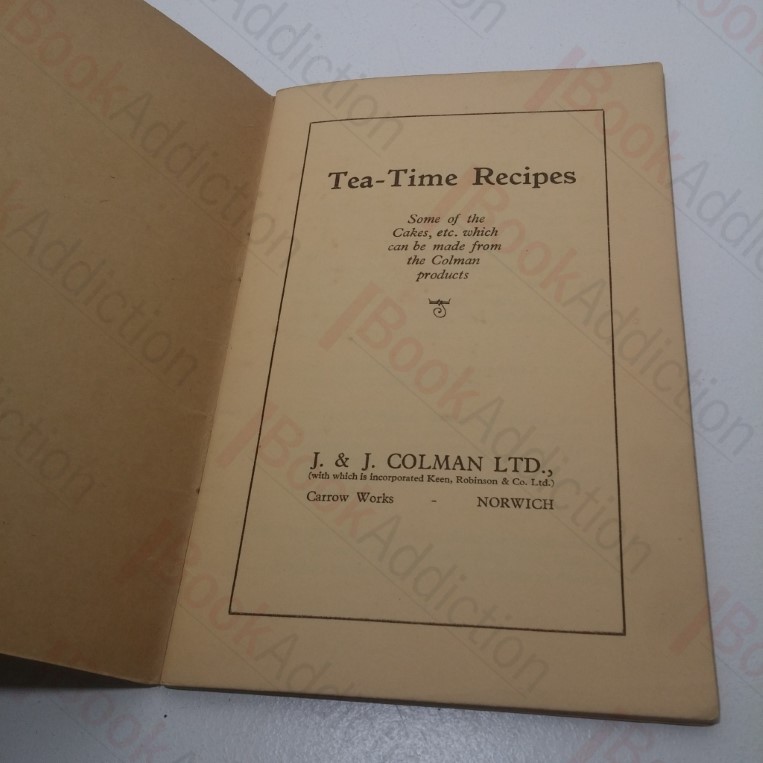 Tea-Time Recipes
Some of the
Cakes, etc. which
can be made from
the Colman
products
J. & J. COLMAN LTD.,
(with which is incorporated Keen, Robinson & Co. Ltd.)
Carrow Works - NORWICH
BookAddiction